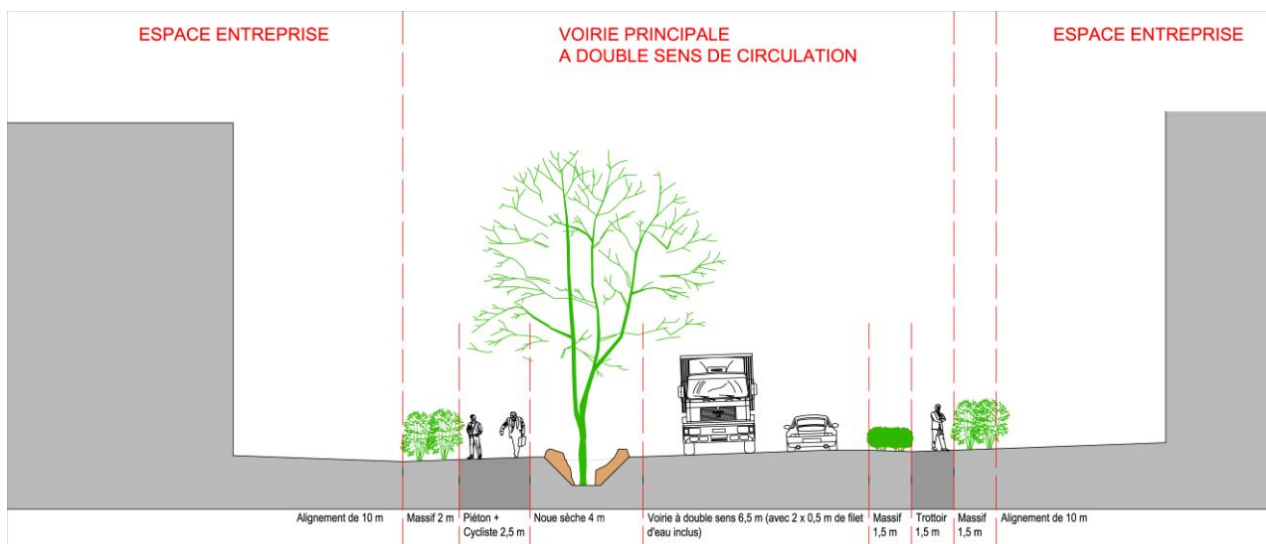 ESPACE ENTREPRISE
VOIRIE PRINCIPALE
A DOUBLE SENS DE CIRCULATION
ESPACE ENTREPRISE
Alignement de 10 m
Massif 2 m
Piéton +
Cycliste 2,5 m
Noue sèche 4 m
Voirie à double sens 6,5 m (avec 2 x 0,5 m de filet
d'eau inclus)
Massif
1,5 m
Trottoir
1,5 m
Massif
1,5 m
Alignement de 10 m